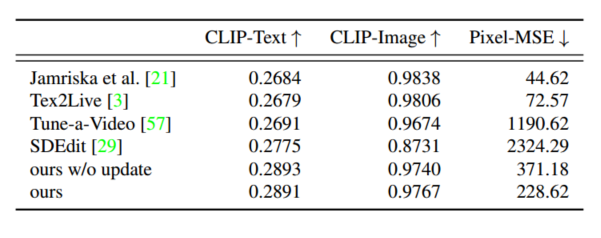 CLIP-Text ↑ CLIP-Image ↑ Pixel-MSE ↓
Jamriska et al. [21] 0.2684 0.9838 44.62
Tex2Live [3] 0.2679 0.9806 72.57
Tune-a-Video [57] 0.2691 0.9674 1190.62
SDEdit [29] 0.2775 0.8731 2324.29
ours w/o update 0.2893 0.9740 371.18
ours 0.2891 0.9767 228.62